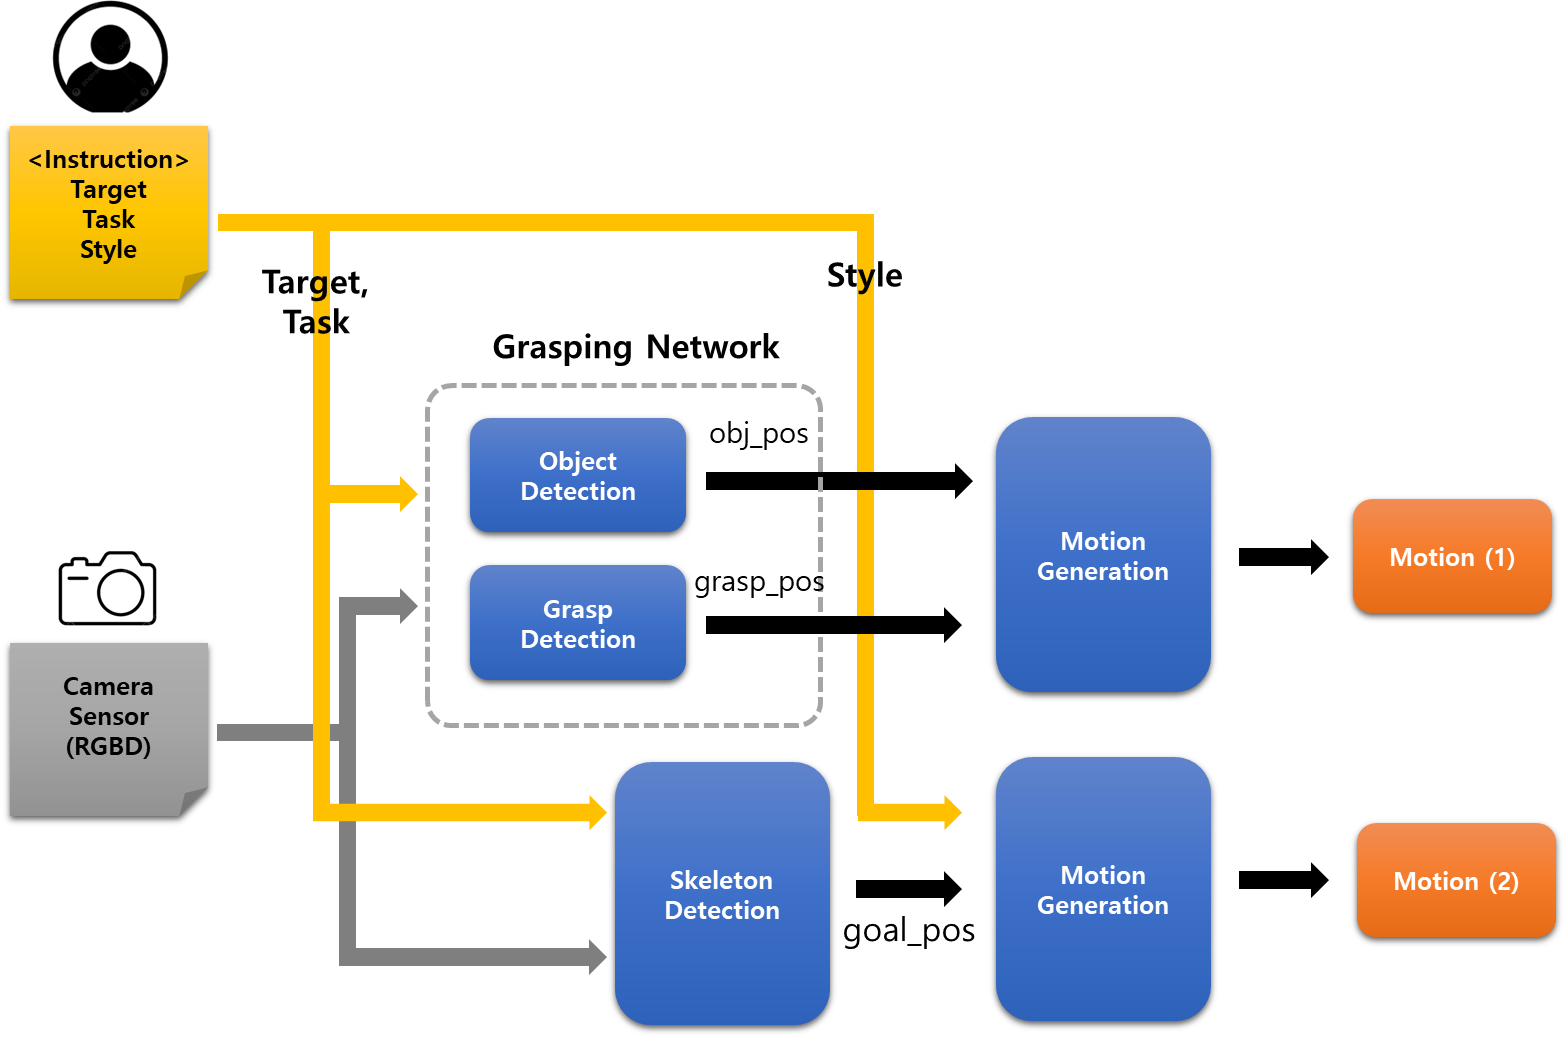 <Instruction>
Target
Task
Style
Target,
Task
Style
Grasping Network
Object
Detection
obj_pos
Grasp
Detection
grasp_pos
Motion
Generation
Motion (1)
Camera
Sensor
(RGBD)
Skeleton
Detection
goal_pos
Motion
Generation
Motion (2)